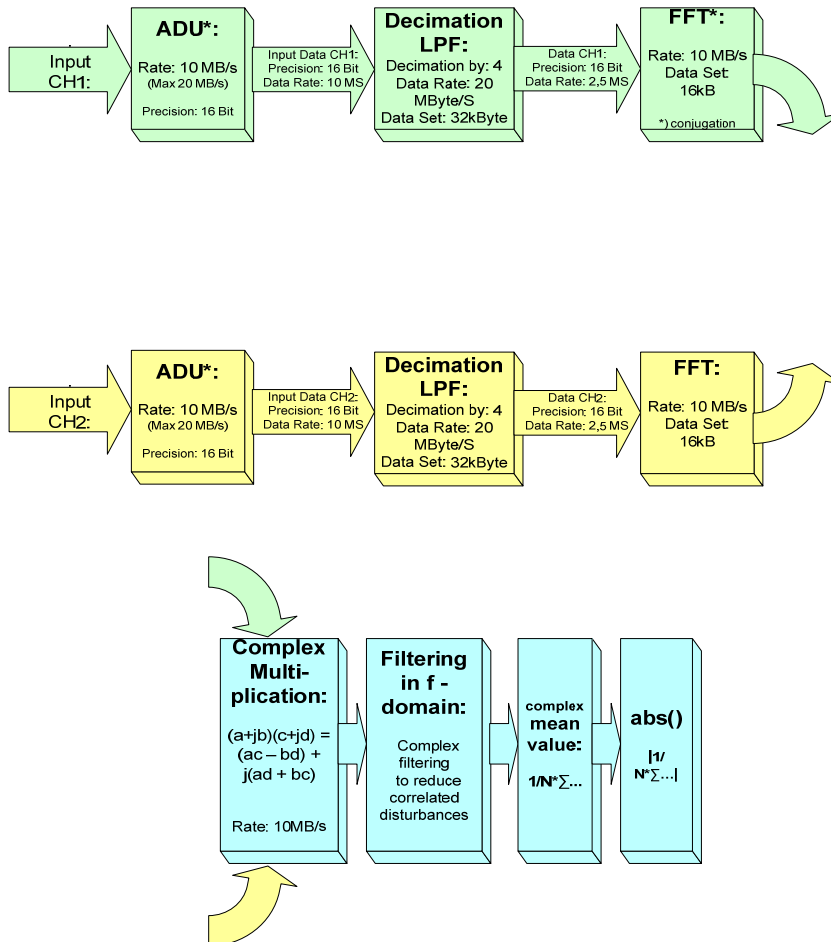 Input
CH1:
ADU*:
Rate: 10 MB/s
(Max 20 MB/s)
Precision: 16 Bit
Input Data CH1:
Precision: 16 Bit
Data Rate: 10 MS
Decimation
LPF:
Decimation by: 4
Data Rate: 20
MByte/S
Data Set: 32kByte
Data CH1:
Precision: 16 Bit
Data Rate: 2,5 MS
FFT*:
Rate: 10 MB/s
Data Set:
16kB
*) conjugation
Input
CH2:
ADU*:
Rate: 10 MB/s
(Max 20 MB/s)
Precision: 16 Bit
Input Data CH2:
Precision: 16 Bit
Data Rate: 10 MS
Decimation
LPF:
Decimation by: 4
Data Rate: 20
MByte/S
Data Set: 32kByte
Data CH2:
Precision: 16 Bit
Data Rate: 2,5 MS
FFT:
Rate: 10 MB/s
Data Set:
16kB
Complex
Multi-
plication:
(a+jb)(c+jd) =
(ac – bd) +
j(ad + bc)
Rate: 10MB/s
Filtering
in f -
domain:
Complex
filtering
to reduce
correlated
disturbances
complex
mean
value:
1/N*∑...
abs()
|1/
N*∑...|